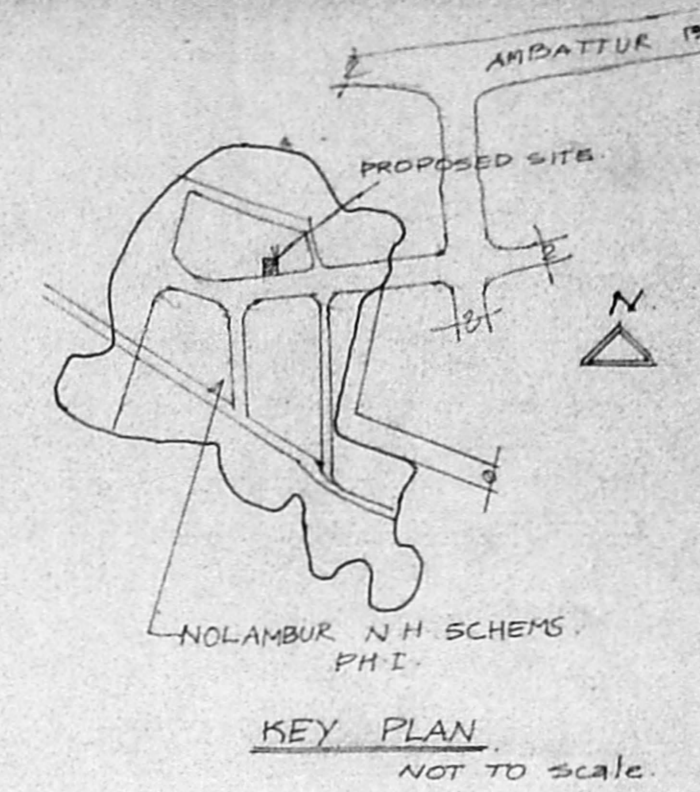 AMBATTUR
PROPOSED SITE.
N
NOLAMBUR N H SCHEMS.
PH I.
KEY PLAN
NOT TO Scale.